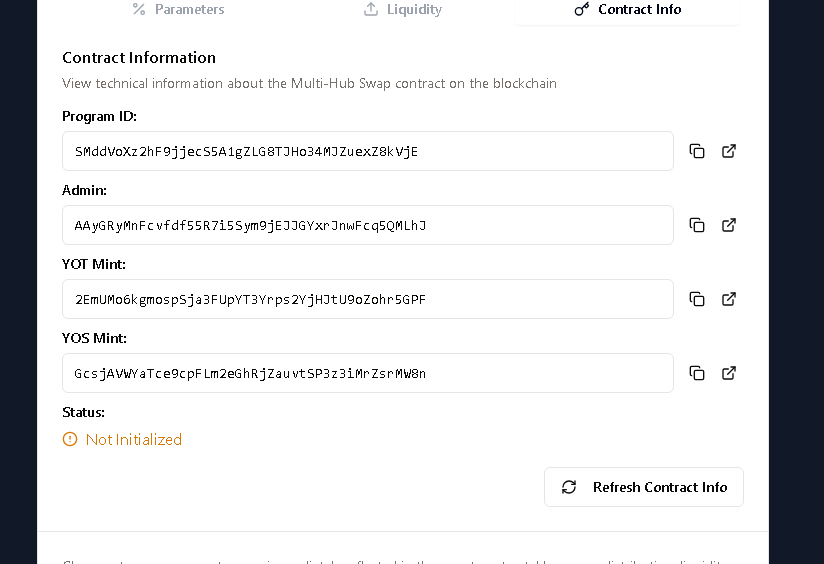 Parameters
Liquidity
Contract Info
Contract Information
View technical information about the Multi-Hub Swap contract on the blockchain
Program ID:
SMddVoXz2hF9jjecS5A1gZLG8TJHo34MJZuexZ8kVjE
Admin:
AAyGRyMnFcvfdf55R7i5Sym9jEJJGYxrJnwFcq5QMLhJ
YOT Mint:
2EmUMo6kgmospSja3FUpYT3Yrps2YjHJtU9oZohr5GPF
YOS Mint:
GcsjAVWYaTce9cpFLm2eGhRjZauvtSP3z3iMrZsrMW8n
Status:
Not Initialized
Refresh Contract Info